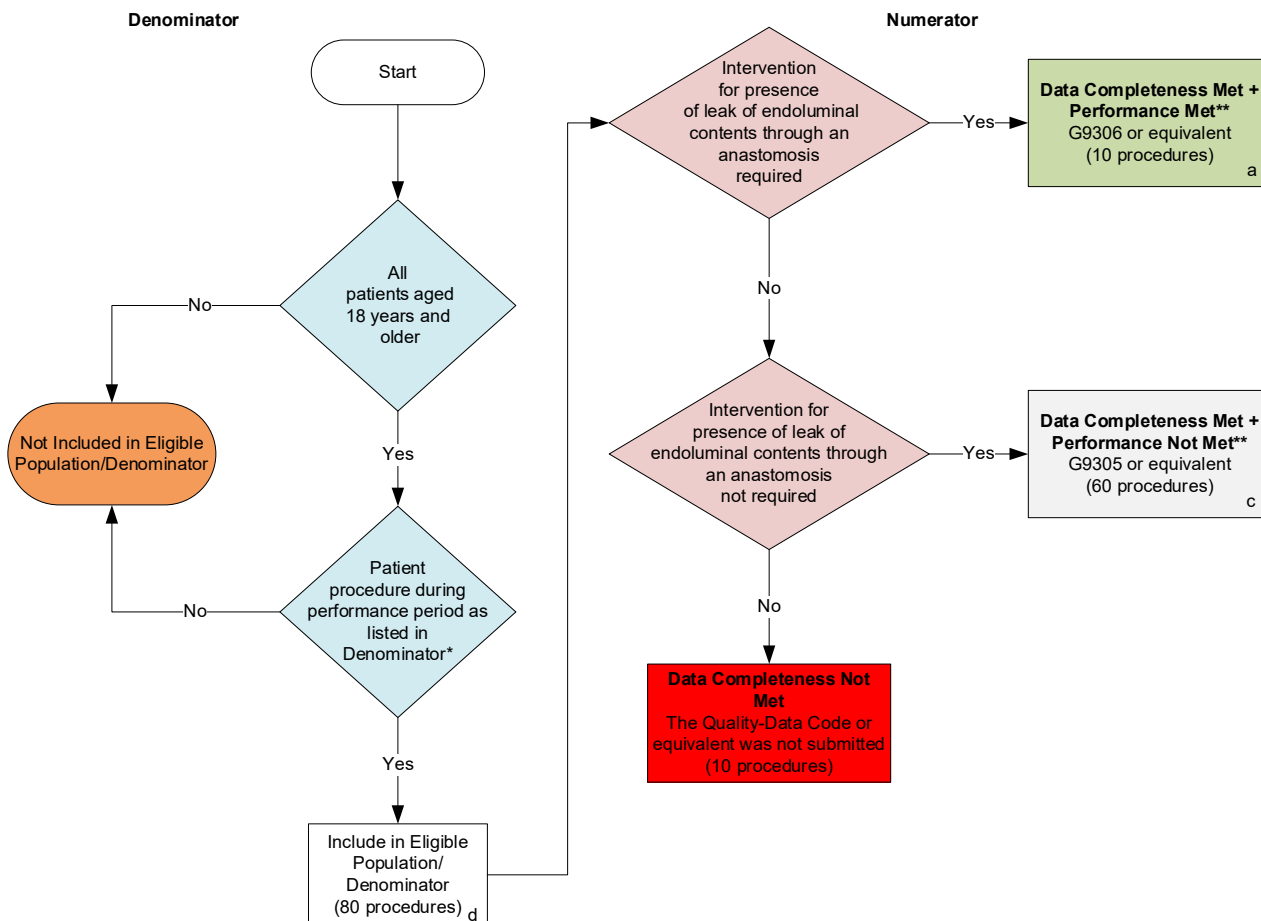 Denominator
Numerator
Start
All
patients aged
18 years and
older
No
Yes
Not Included in Eligible
Population/Denominator
Patient
procedure during
performance period as
listed in
Denominator*
No
Yes
Include in Eligible
Population/
Denominator
(80 procedures)
d
Intervention
for presence
of leak of endoluminal
contents through an
anastomosis
required
Yes
Data Completeness Met +
Performance Met**
G9306 or equivalent
(10 procedures)
a
No
Intervention for
presence of leak of
endoluminal contents through
an anastomosis
not required
Yes
Data Completeness Met +
Performance Not Met**
G9305 or equivalent
(60 procedures)
c
No
Data Completeness Not
Met
The Quality-Data Code or
equivalent was not submitted
(10 procedures)